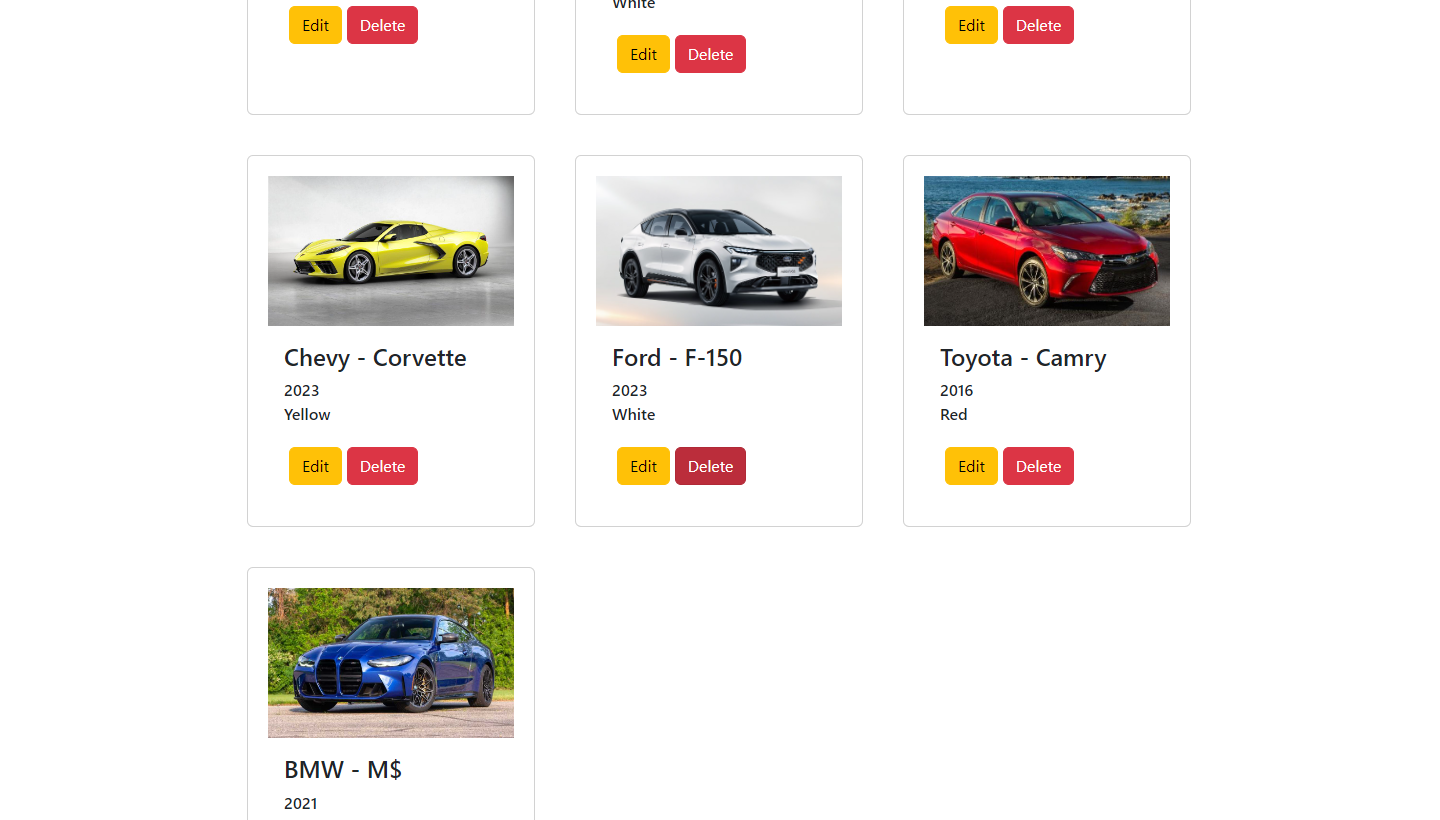 White
Edit Delete
Edit Delete
Edit Delete
Chevy - Corvette
2023
Yellow
Edit Delete
Ford - F-150
2023
White
Edit Delete
Toyota - Camry
2016
Red
Edit Delete
BMW - M$
2021